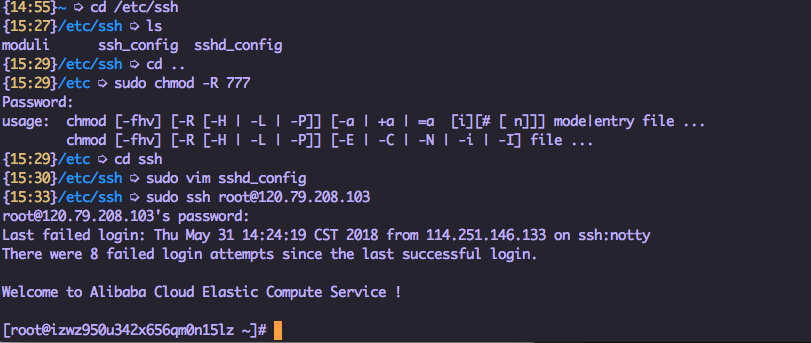 {14:55}~ ➭ cd /etc/ssh
{15:27}/etc/ssh ➭ ls
moduli      ssh_config  sshd_config
{15:29}/etc/ssh ➭ cd ..
{15:29}/etc ➭ sudo chmod -R 777
Password:
usage:  chmod [-fhv] [-R [-H | -L | -P]] [-a | +a | =a  [i][# [ n]]] mode|entry file ...
        chmod [-fhv] [-R [-H | -L | -P]] [-E | -C | -N | -i | -I] file ...
{15:29}/etc ➭ cd ssh
{15:30}/etc/ssh ➭ sudo vim sshd_config
{15:33}/etc/ssh ➭ sudo ssh root@120.79.208.103
root@120.79.208.103's password:
Last failed login: Thu May 31 14:24:19 CST 2018 from 114.251.146.133 on ssh:notty
There were 8 failed login attempts since the last successful login.

Welcome to Alibaba Cloud Elastic Compute Service !

[root@izwz950u342x656qm0n15lz ~]#